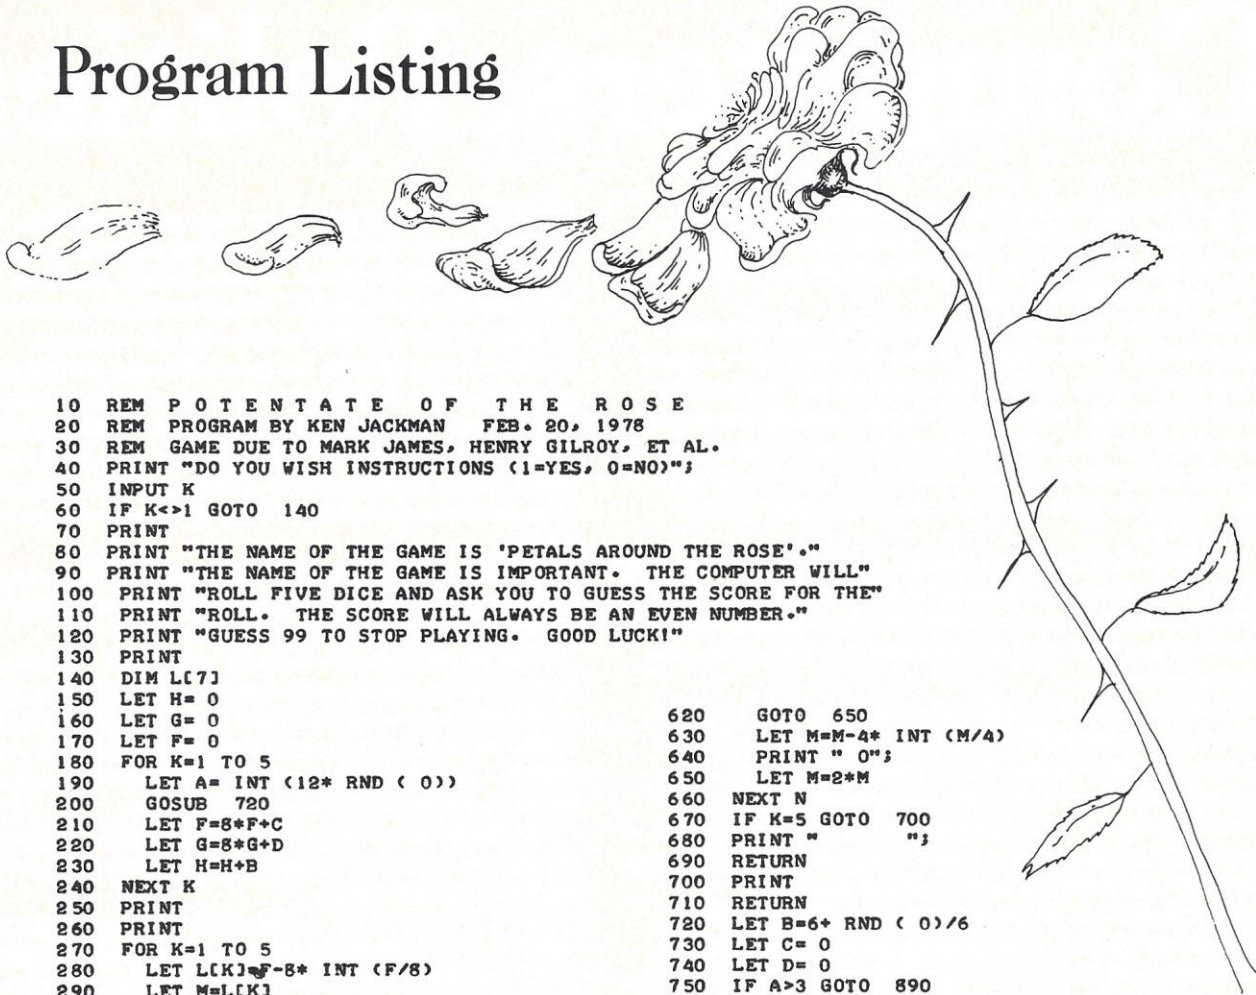 Program Listing
10 REM P O T E N T A T E O F T H E R O S E
20 REM PROGRAM BY KEN JACKMAN FEB. 20, 1978
30 REM GAME DUE TO MARK JAMES, HENRY GILROY, ET AL.
40 PRINT "DO YOU WISH INSTRUCTIONS (1=YES, 0=NO)";
50 INPUT K
60 IF K<>1 GOTO 140
70 PRINT
80 PRINT "THE NAME OF THE GAME IS 'PETALS AROUND THE ROSE'."
90 PRINT "THE NAME OF THE GAME IS IMPORTANT. THE COMPUTER WILL"
100 PRINT "ROLL FIVE DICE AND ASK YOU TO GUESS THE SCORE FOR THE"
110 PRINT "ROLL. THE SCORE WILL ALWAYS BE AN EVEN NUMBER."
120 PRINT "GUESS 99 TO STOP PLAYING. GOOD LUCK!"
130 PRINT
140 DIM L[7]
150 LET H= 0
160 LET G= 0
170 LET F= 0
180 FOR K=1 TO 5
190 LET A= INT (12* RND ( 0))
200 GOSUB 720
210 LET F=8*F+C
220 LET G=8*G+D
230 LET H=H+B
240 NEXT K
250 PRINT
260 PRINT
270 FOR K=1 TO 5
280 LET L[K]=F-8* INT (F/8)
290 LET M=L[K]
620 GOTO 650
630 LET M=M-4* INT (M/4)
640 PRINT " O";
650 LET M=2*M
660 NEXT N
670 IF K=5 GOTO 700
680 PRINT " ";
690 RETURN
700 PRINT
710 RETURN
720 LET B=6+ RND ( 0)/6
730 LET C= 0
740 LET D= 0
750 IF A>3 GOTO 890